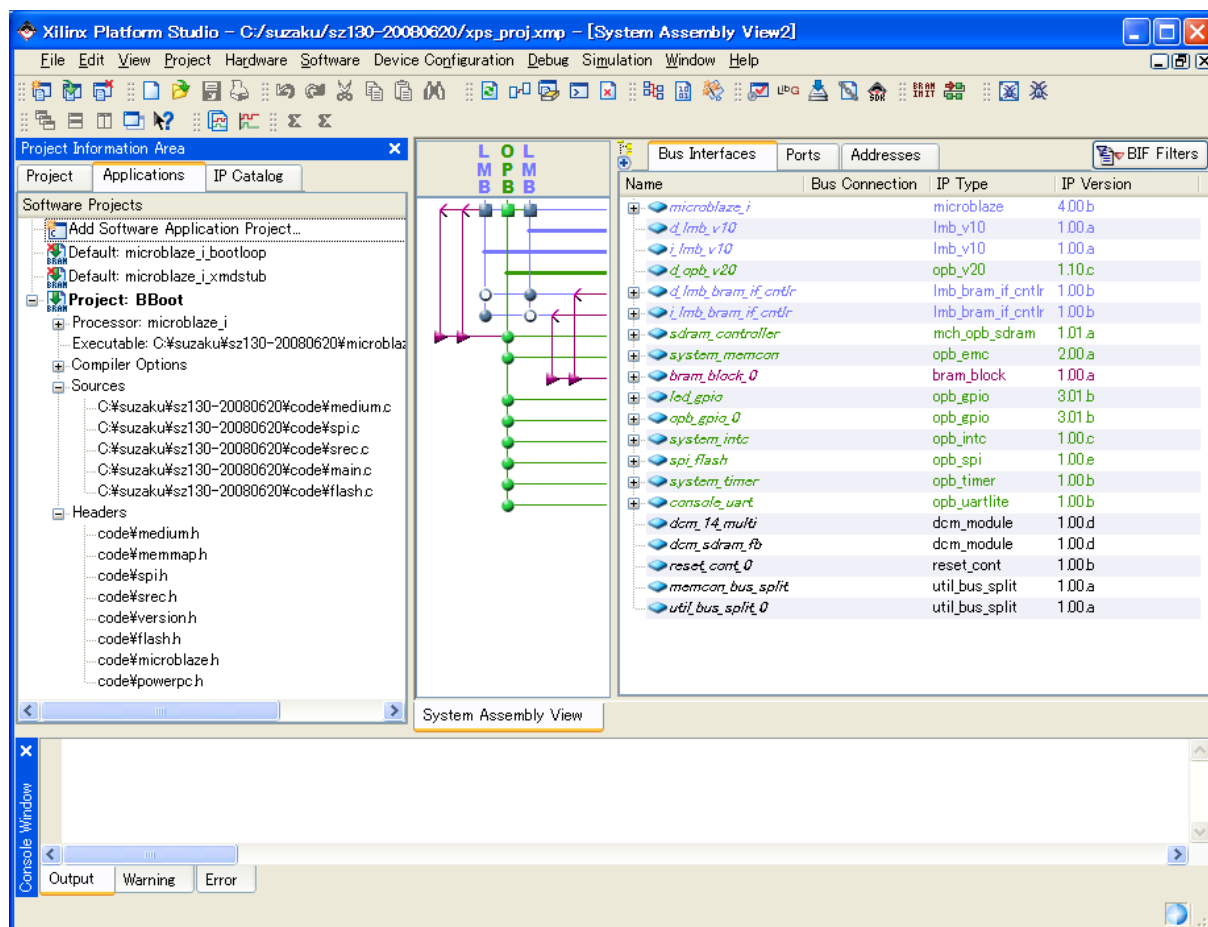 Xilinx Platform Studio - C:/suzaku/sz130-20080620/xps_proj.xmp - [System Assembly View2]
File Edit View Project Hardware Software Device Configuration Debug Simulation Window Help
Project Information Area
Project Applications IP Catalog
Software Projects
Add Software Application Project...
Default: microblaze_i_bootloop
Default: microblaze_i_xmdstub
Project: BBoot
Processor: microblaze_i
Executable: C:¥suzaku¥sz130-20080620¥microblaz
Compiler Options
Sources
C:¥suzaku¥sz130-20080620¥code¥medium.c
C:¥suzaku¥sz130-20080620¥code¥spi.c
C:¥suzaku¥sz130-20080620¥code¥srec.c
C:¥suzaku¥sz130-20080620¥code¥main.c
C:¥suzaku¥sz130-20080620¥code¥flash.c
Headers
code¥medium.h
code¥memmap.h
code¥spi.h
code¥srec.h
code¥version.h
code¥flash.h
code¥microblaze.h
code¥powerpc.h
LMB OPB LMB
System Assembly View
Bus Interfaces Ports Addresses BIF Filters
Name Bus Connection IP Type IP Version
microblaze_i microblaze 4.00.b
d_lmb_v10 lmb_v10 1.00.a
i_lmb_v10 lmb_v10 1.00.a
d_opb_v20 opb_v20 1.10.c
d_lmb_bram_if_cntlr lmb_bram_if_cntlr 1.00.b
i_lmb_bram_if_cntlr lmb_bram_if_cntlr 1.00.b
sdram_controller mch_opb_sdram 1.01.a
system_memcon opb_emc 2.00.a
bram_block_0 bram_block 1.00.a
led_gpio opb_gpio 3.01.b
opb_gpio_0 opb_gpio 3.01.b
system_intc opb_intc 1.00.c
spi_flash opb_spi 1.00.e
system_timer opb_timer 1.00.b
console_uart opb_uartlite 1.00.b
dcm_14_multi dcm_module 1.00.d
dcm_sdram_fb dcm_module 1.00.d
reset_cont_0 reset_cont 1.00.b
memcon_bus_split util_bus_split 1.00.a
util_bus_split_0 util_bus_split 1.00.a
Console Window
Output Warning Error